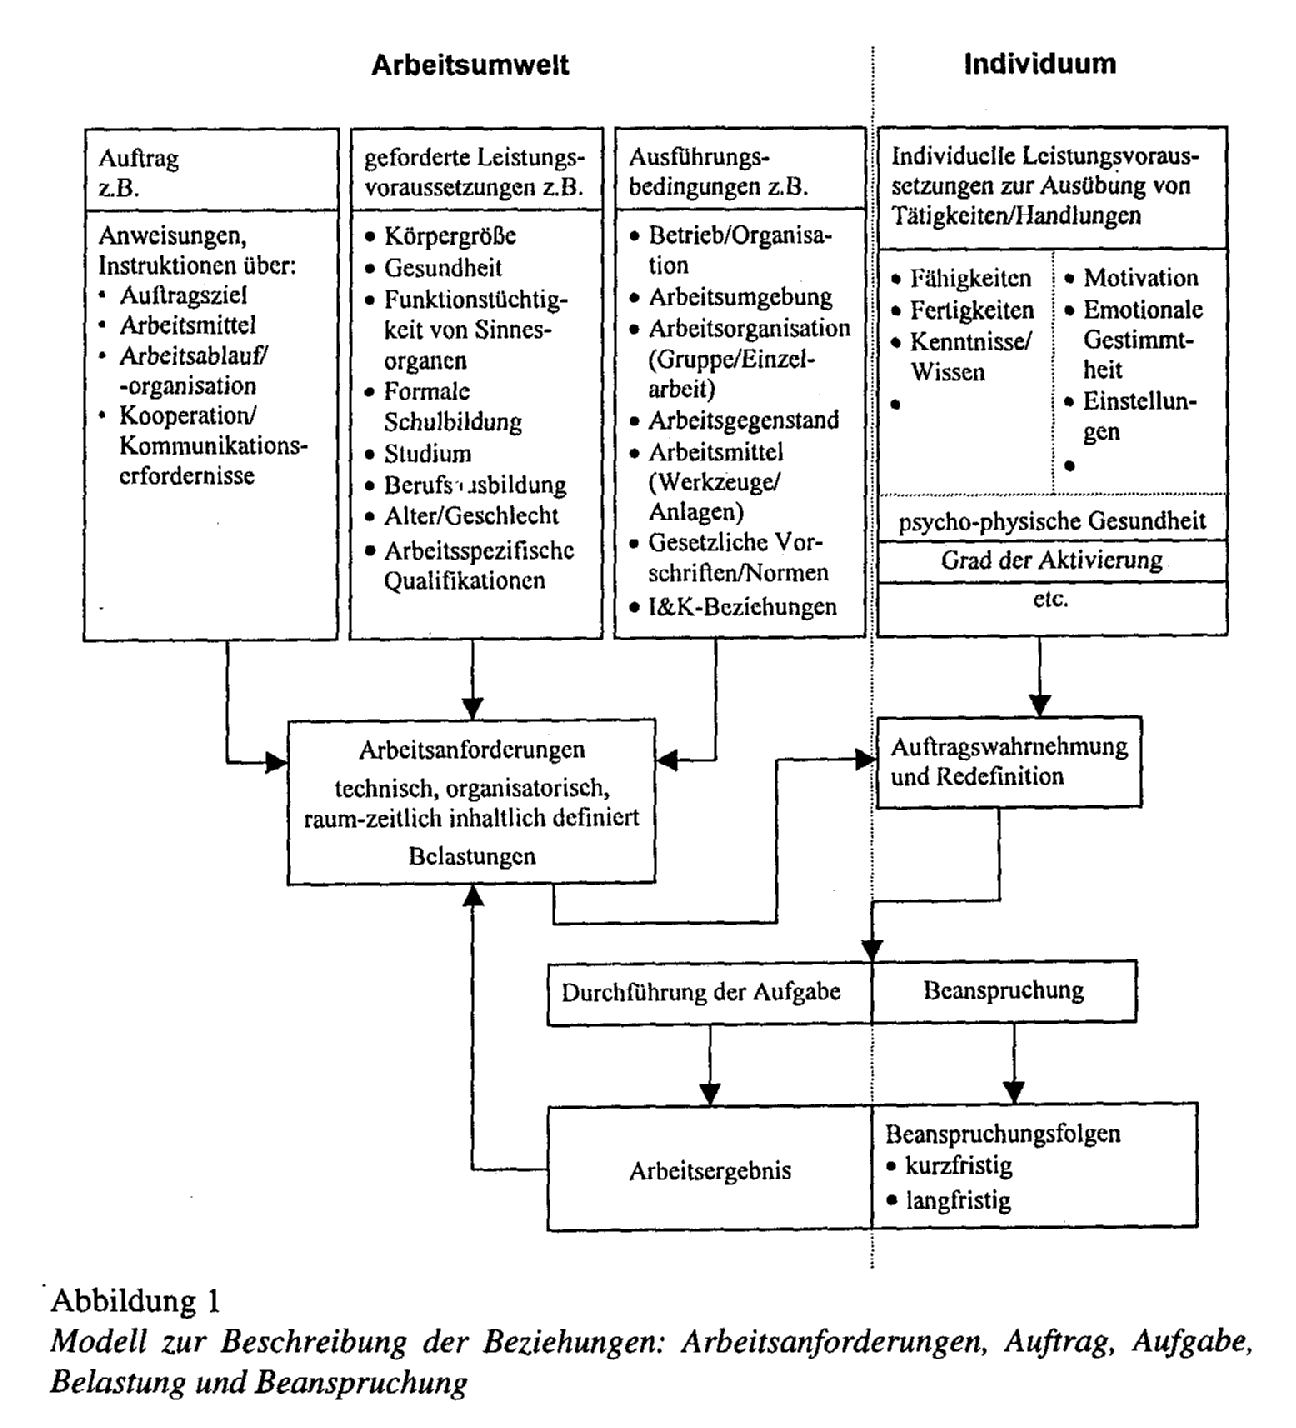 Arbeitsumwelt
Individuum
Auftrag
z.B.
Anweisungen,
Instruktionen über:
• Auftragsziel
• Arbeitsmittel
• Arbeitsablauf/
-organisation
• Kooperation/
Kommunikations-
erfordernisse
geforderte Leistungs-
voraussetzungen z.B.
• Körpergröße
• Gesundheit
• Funktionstüchtig-
keit von Sinnes-
organen
• Formale
Schulbildung
• Studium
• Berufsausbildung
• Alter/Geschlecht
• Arbeitsspezifische
Qualifikationen
Ausführungs-
bedingungen z.B.
• Betrieb/Organisa-
tion
• Arbeitsumgebung
• Arbeitsorganisation
(Gruppe/Einzel-
arbeit)
• Arbeitsgegenstand
• Arbeitsmittel
(Werkzeuge/
Anlagen)
• Gesetzliche Vor-
schriften/Normen
• I&K-Beziehungen
Individuelle Leistungsvoraus-
setzungen zur Ausübung von
Tätigkeiten/Handlungen
• Fähigkeiten
• Fertigkeiten
• Kenntnisse/
Wissen
•
• Motivation
• Emotionale
Gestimmt-
heit
• Einstellun-
gen
•
psycho-physische Gesundheit
Grad der Aktivierung
etc.
Arbeitsanforderungen
technisch, organisatorisch,
raum-zeitlich inhaltlich definiert
Belastungen
Auftragswahrnehmung
und Redefinition
Durchführung der Aufgabe
Beanspruchung
Arbeitsergebnis
Beanspruchungsfolgen
• kurzfristig
• langfristig
Abbildung 1
Modell zur Beschreibung der Beziehungen: Arbeitsanforderungen, Auftrag, Aufgabe,
Belastung und Beanspruchung